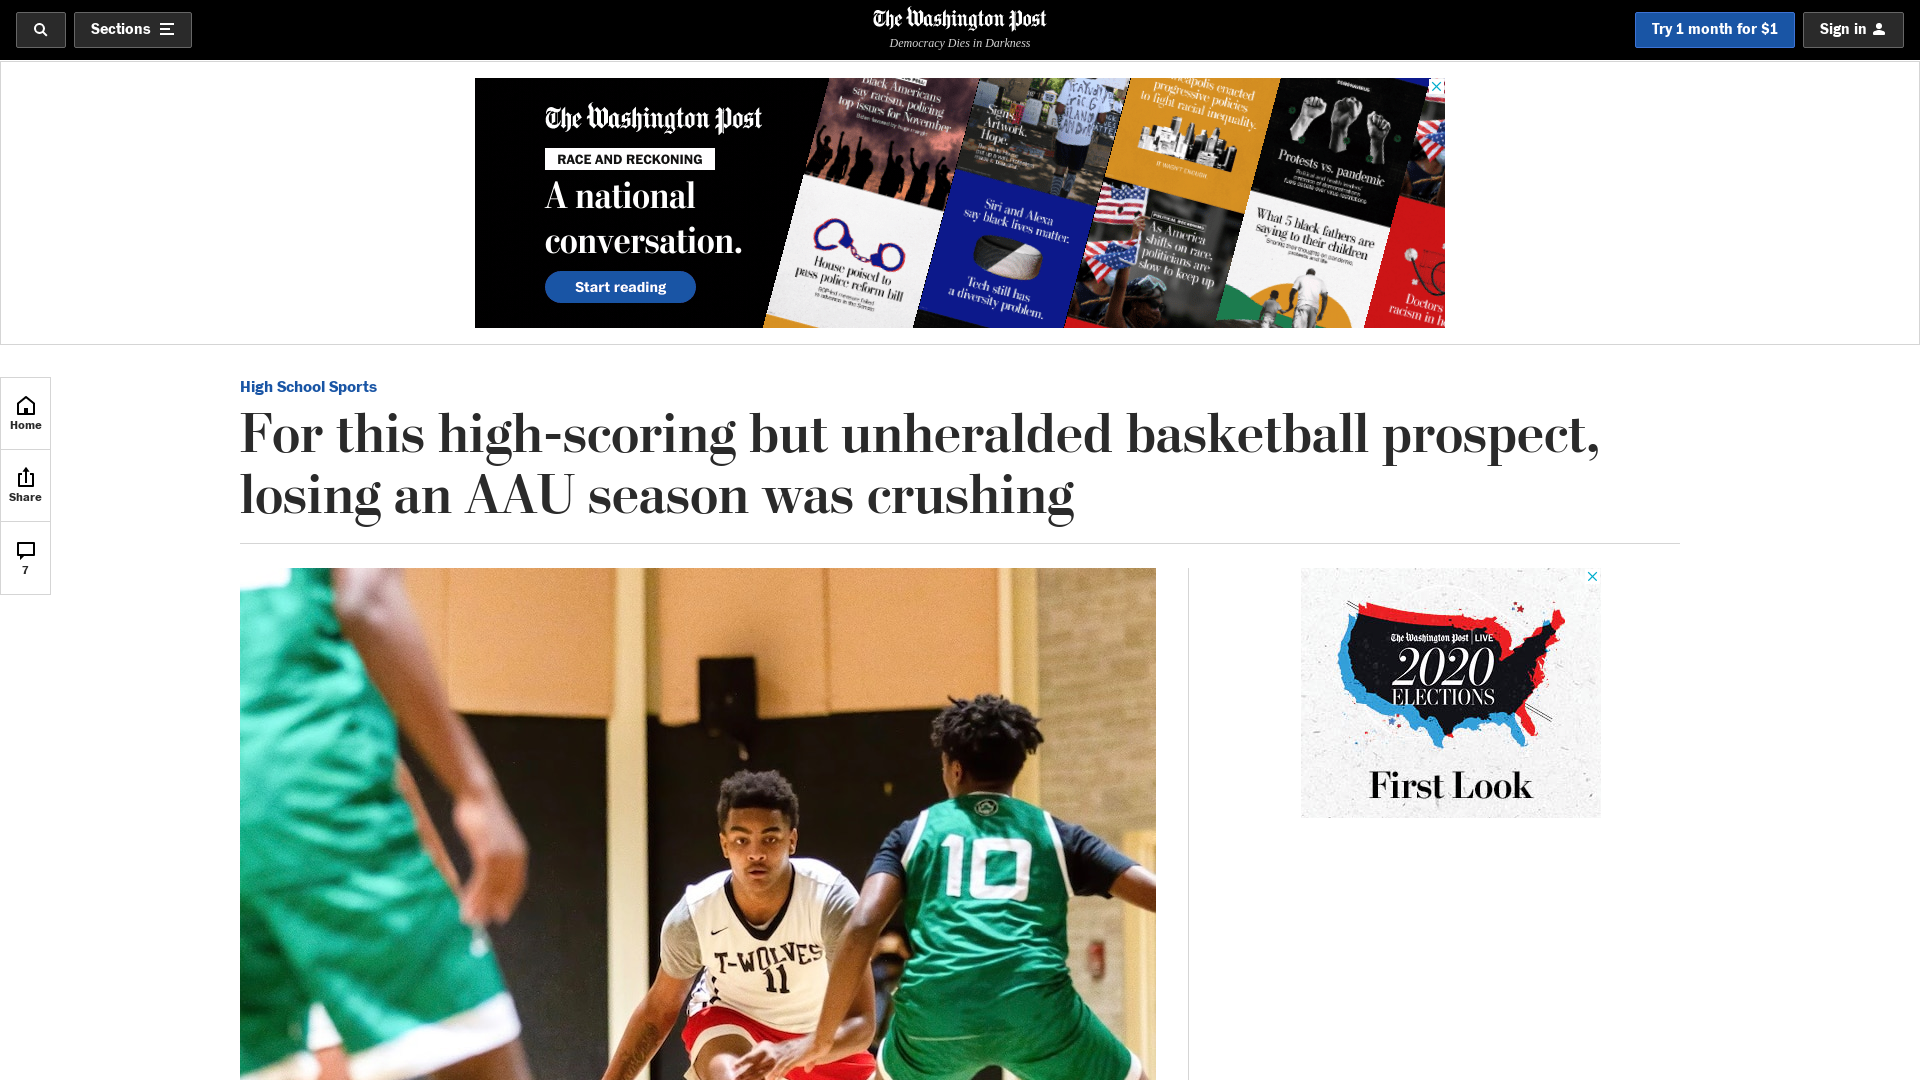 Sections
The Washington Post
Democracy Dies in Darkness
Try 1 month for $1
Sign in
The Washington Post
RACE AND RECKONING
A national
conversation.
Start reading
Black Americans
say racism, policing
top issues for November
Signs.
Artwork.
Hope.
progressive policies
to fight racial inequality.
IT WASN'T ENOUGH.
CORONAVIRUS
Protests vs. pandemic
House poised to
pass police reform bill
Siri and Alexa
say black lives matter.
Tech still has
a diversity problem.
As America
shifts on race,
politicians are
slow to keep up
What 5 black fathers are
saying to their children
Doctors
racism in
Home
Share
7
High School Sports
For this high-scoring but unheralded basketball prospect,
losing an AAU season was crushing
10
T-WOLVES
11
The Washington Post LIVE
2020
ELECTIONS
First Look